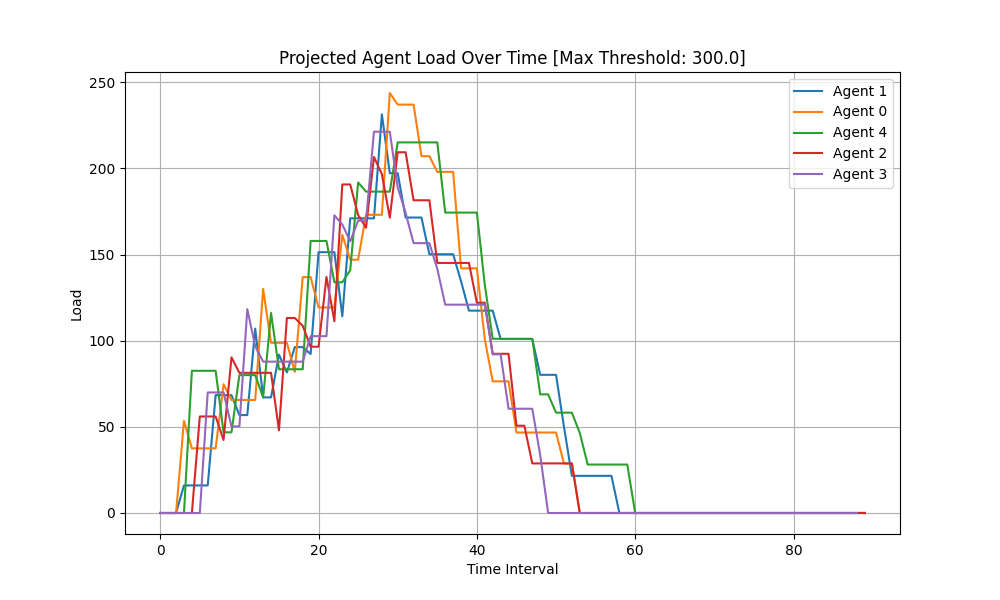 Projected Agent Load Over Time [Max Threshold: 300.0]
Load
250
200
150
100
50
0
0 20 40 60 80
Time Interval
Agent 1
Agent 0
Agent 4
Agent 2
Agent 3